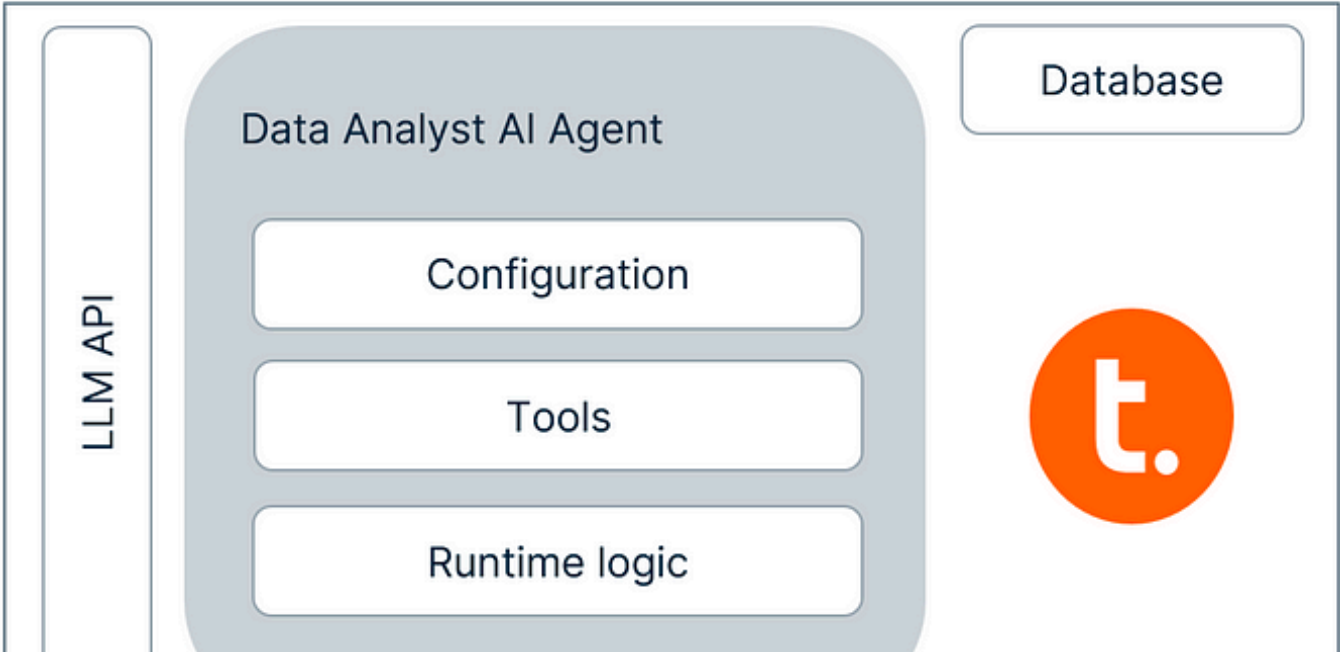 LLM API
Data Analyst AI Agent
Configuration
Tools
Runtime logic
Database
t.